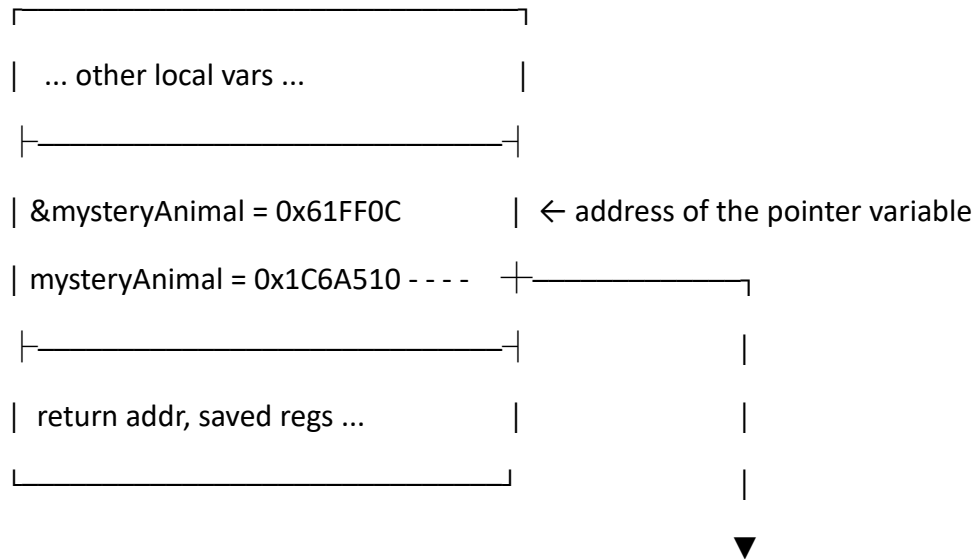 ... other local vars ...
&mysteryAnimal = 0x61FF0C ← address of the pointer variable
mysteryAnimal = 0x1C6A510 - - - -
return addr, saved regs ...